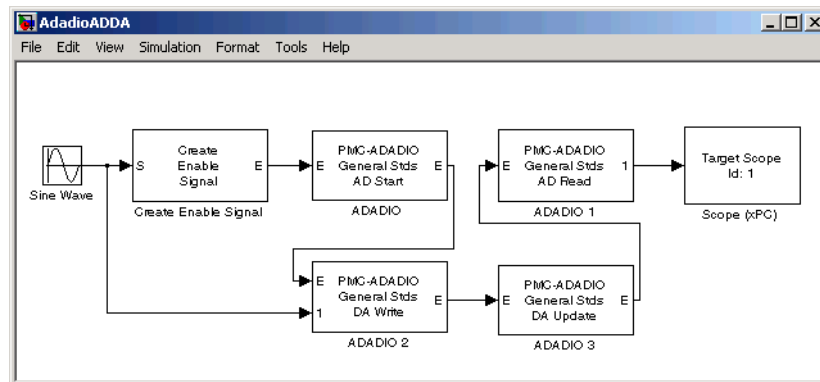 AdadioADDA
File Edit View Simulation Format Tools Help
Sine Wave
S
Create
Enable
Signal
E
Create Enable Signal
E
PMC-ADADIO
General Stds
AD Start
E
ADADIO
E
PMC-ADADIO
General Stds
AD Read
1
ADADIO 1
Target Scope
Id: 1
Scope (xPC)
E
1
PMC-ADADIO
General Stds
DA Write
E
ADADIO 2
E
PMC-ADADIO
General Stds
DA Update
E
ADADIO 3